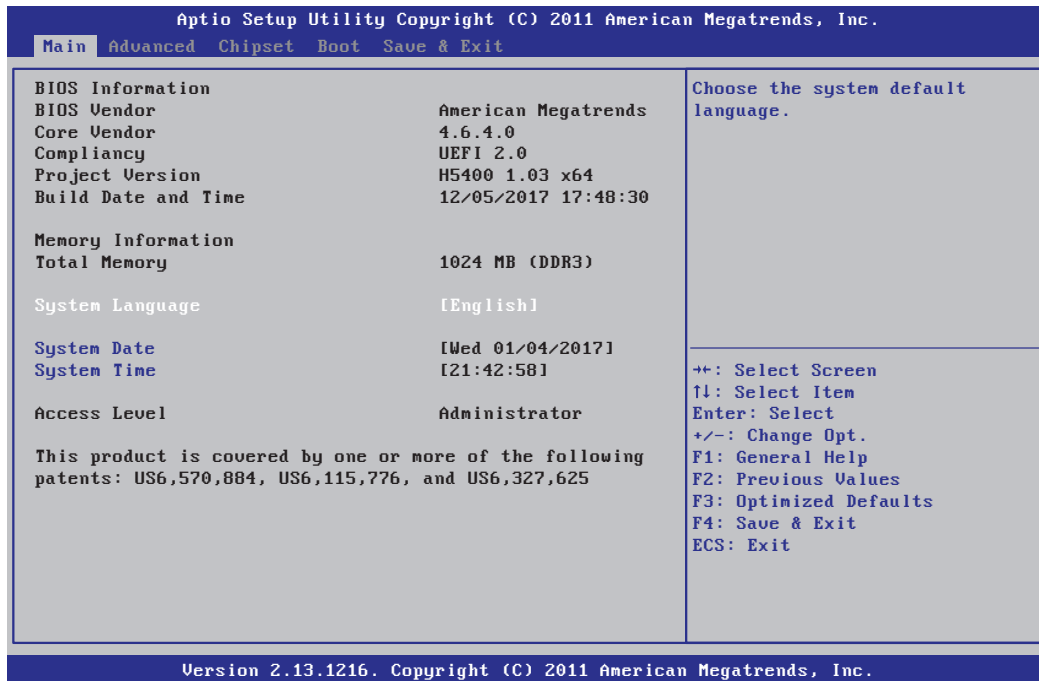 Aptio Setup Utility Copyright (C) 2011 American Megatrends, Inc.
Main Advanced Chipset Boot Save & Exit
BIOS Information
BIOS Vendor American Megatrends
Core Vendor 4.6.4.0
Compliancy UEFI 2.0
Project Version H5400 1.03 x64
Build Date and Time 12/05/2017 17:48:30
Memory Information
Total Memory 1024 MB (DDR3)
System Language [English]
System Date [Wed 01/04/2017]
System Time [21:42:58]
Access Level Administrator
This product is covered by one or more of the following
patents: US6,570,884, US6,115,776, and US6,327,625
Choose the system default
language.
→←: Select Screen
↑↓: Select Item
Enter: Select
+/-: Change Opt.
F1: General Help
F2: Previous Values
F3: Optimized Defaults
F4: Save & Exit
ECS: Exit
Version 2.13.1216. Copyright (C) 2011 American Megatrends, Inc.